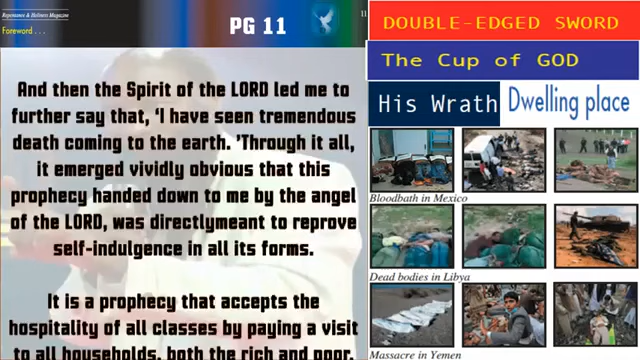 Repentance & Holiness Magazine
Foreword . . .
PG 11
11
And then the Spirit of the LORD led me to
further say that, 'I have seen tremendous
death coming to the earth. 'Through it all,
it emerged vividly obvious that this
prophecy handed down to me by the angel
of the LORD, was directlymeant to reprove
self-indulgence in all its forms.
It is a prophecy that accepts the
hospitality of all classes by paying a visit
to all households, both the rich and poor.
DOUBLE-EDGED SWORD
The Cup of GOD
His Wrath
Dwelling place
Bloodbath in Mexico
Dead bodies in Libya
Massacre in Yemen